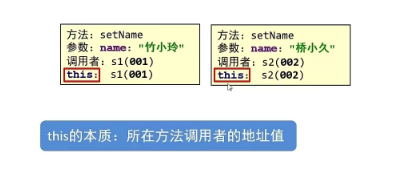 方法：setName
参数：name："竹小玲"
调用者：s1(001)
this：  s1(001)
方法：setName
参数：name："桥小久"
调用者：s2(002)
this：  s2(002)
this的本质：所在方法调用者的地址值